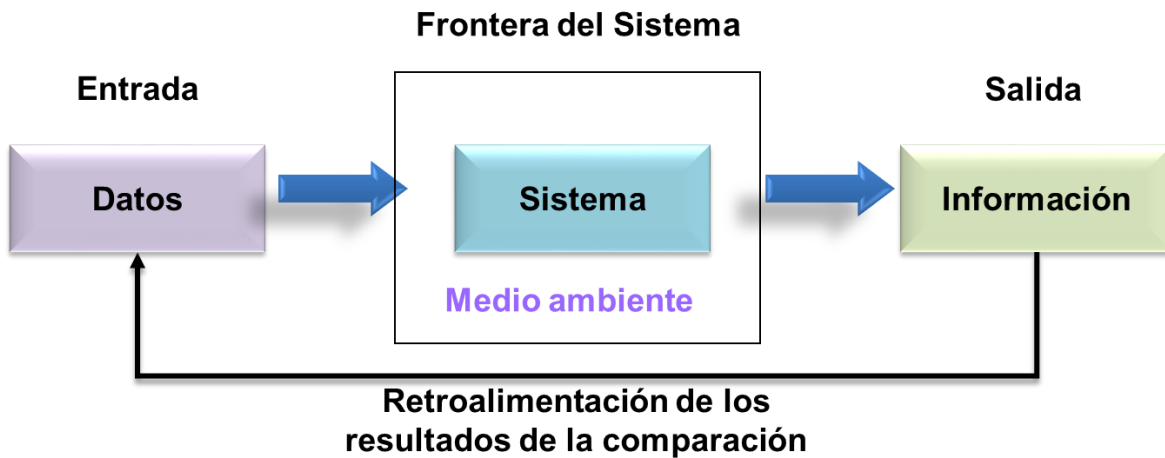 Frontera del Sistema
Entrada
Salida
Datos
Sistema
Información
Medio ambiente
Retroalimentación de los
resultados de la comparación